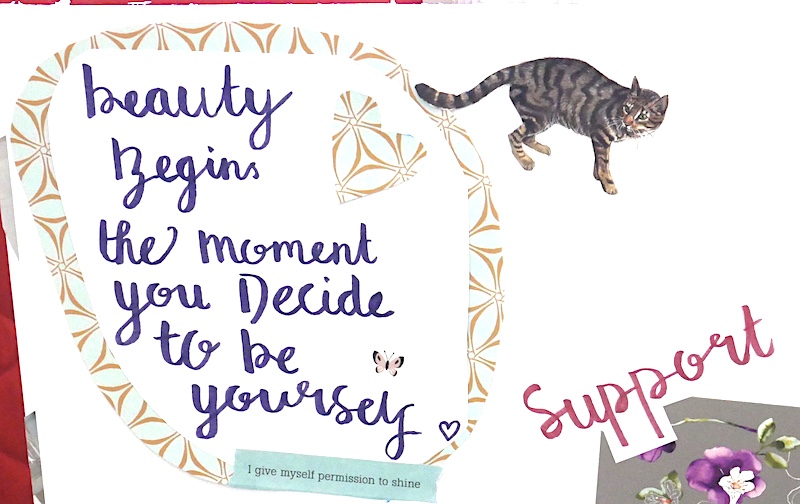 beauty
Begins
the moment
you Decide
to be
yourself
I give myself permission to shine
Support